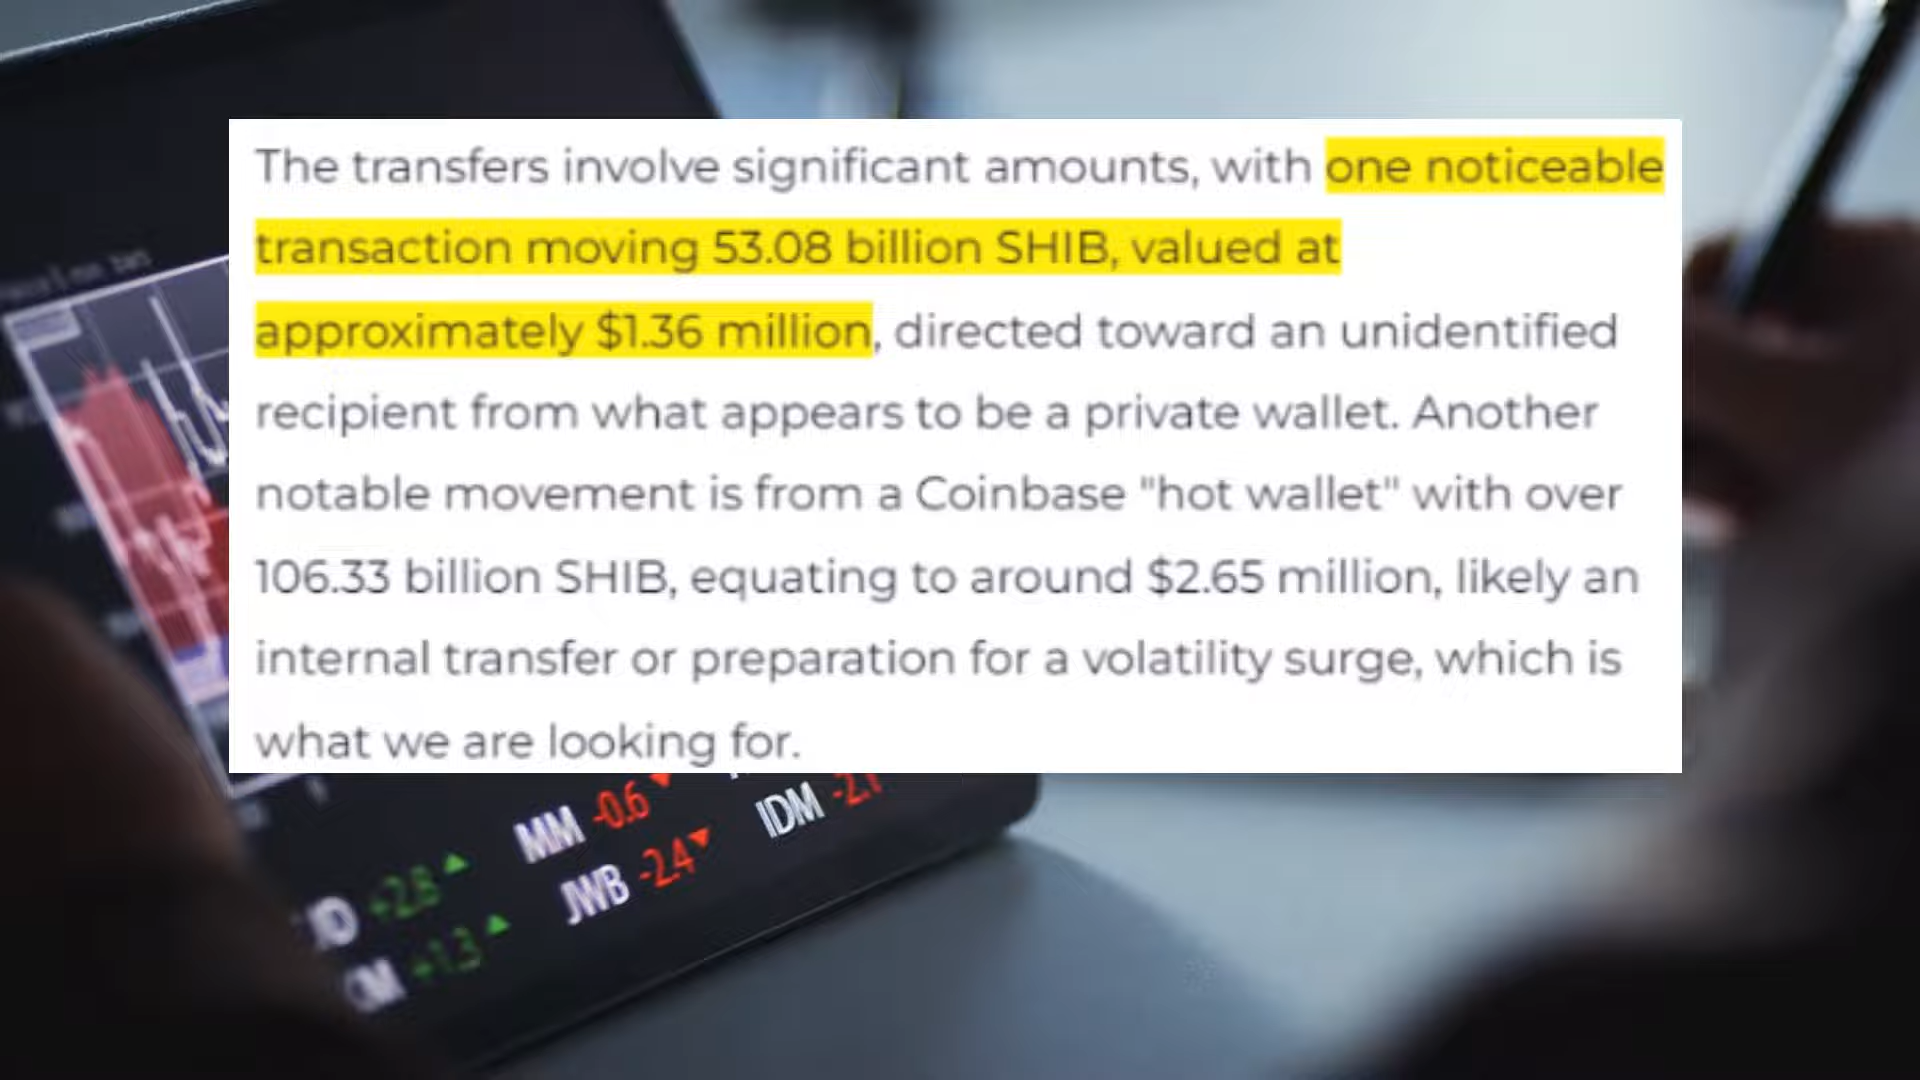 The transfers involve significant amounts, with one noticeable
transaction moving 53.08 billion SHIB, valued at
approximately $1.36 million, directed toward an unidentified
recipient from what appears to be a private wallet. Another
notable movement is from a Coinbase "hot wallet" with over
106.33 billion SHIB, equating to around $2.65 million, likely an
internal transfer or preparation for a volatility surge, which is
what we are looking for.
MM -0.6
IDM -2.1
JWB -2.4
+2.8
+1.3